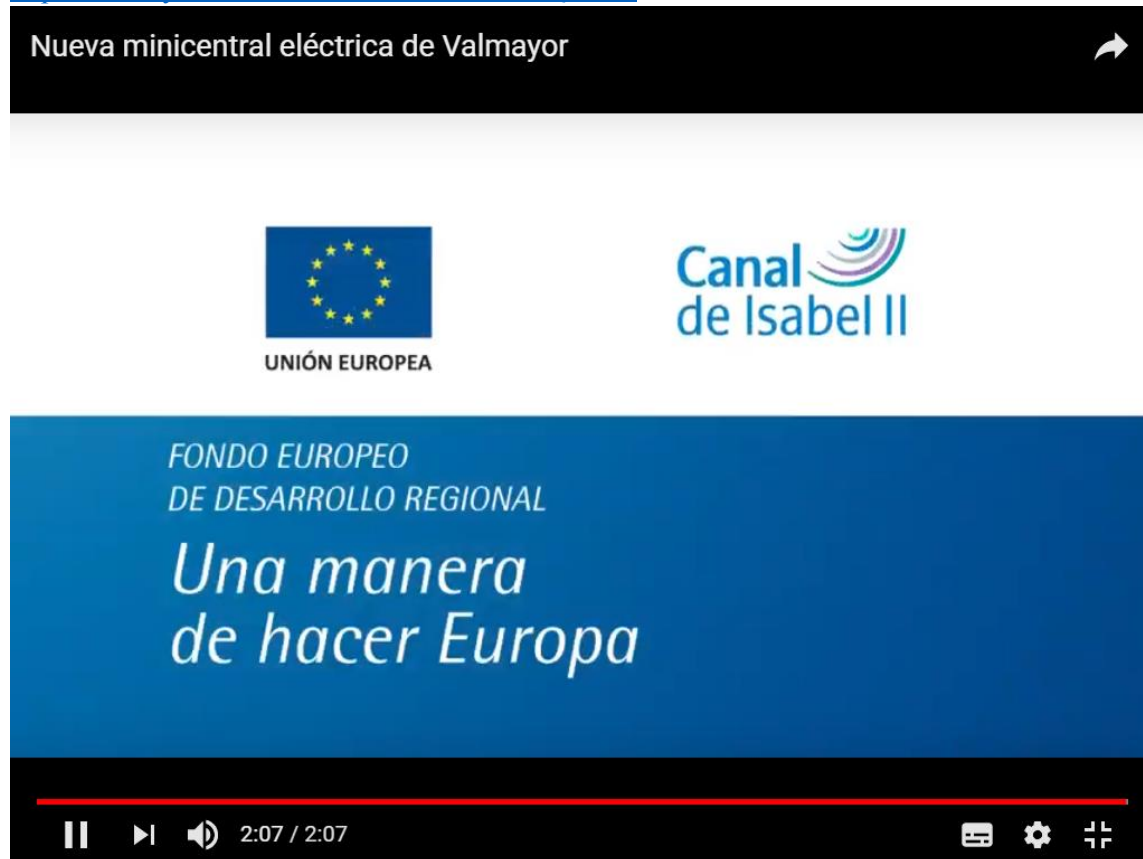 Nueva minicentral eléctrica de Valmayor
UNIÓN EUROPEA
Canal
de Isabel II
FONDO EUROPEO
DE DESARROLLO REGIONAL
Una manera
de hacer Europa
2:07 / 2:07